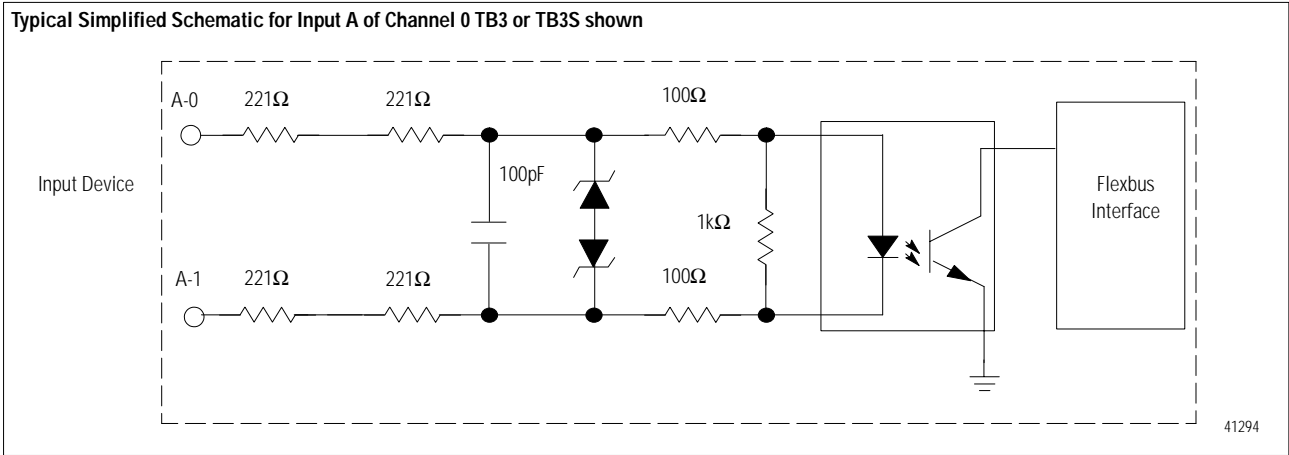 Typical Simplified Schematic for Input A of Channel 0 TB3 or TB3S shown
A-0
221Ω
221Ω
100Ω
100pF
Input Device
1kΩ
Flexbus
Interface
A-1
221Ω
221Ω
100Ω
41294